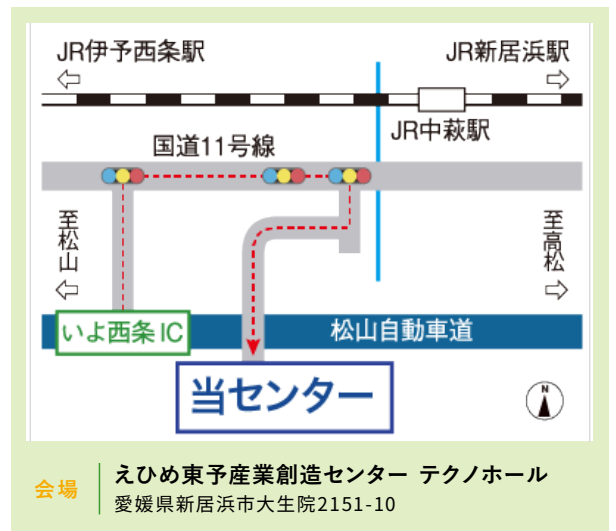 JR伊予西条駅
JR新居浜駅
JR中萩駅
国道11号線
至松山
至高松
いよ西条IC
松山自動車道
当センター
N
会場
えひめ東予産業創造センター テクノホール
愛媛県新居浜市大生院2151-10